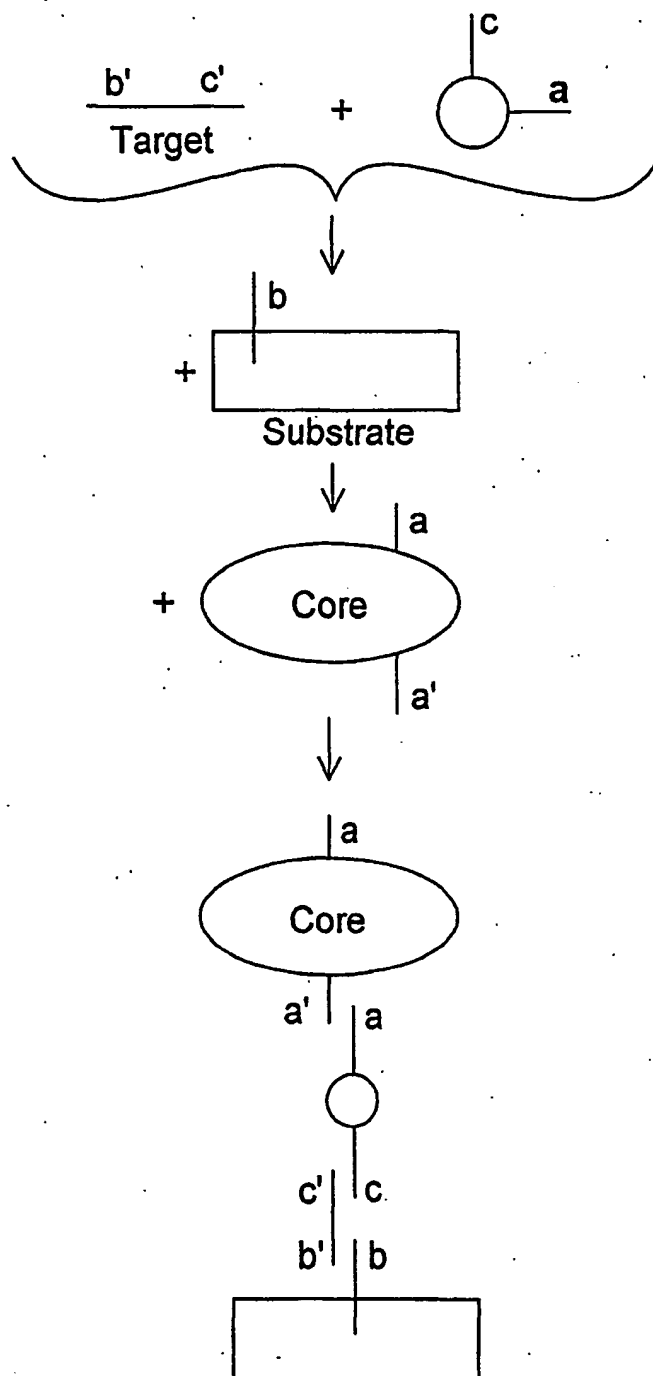 c
b' c' + a
Target
b
+
Substrate
a
+ Core
a'
a
Core
a' a
c' c
b' b